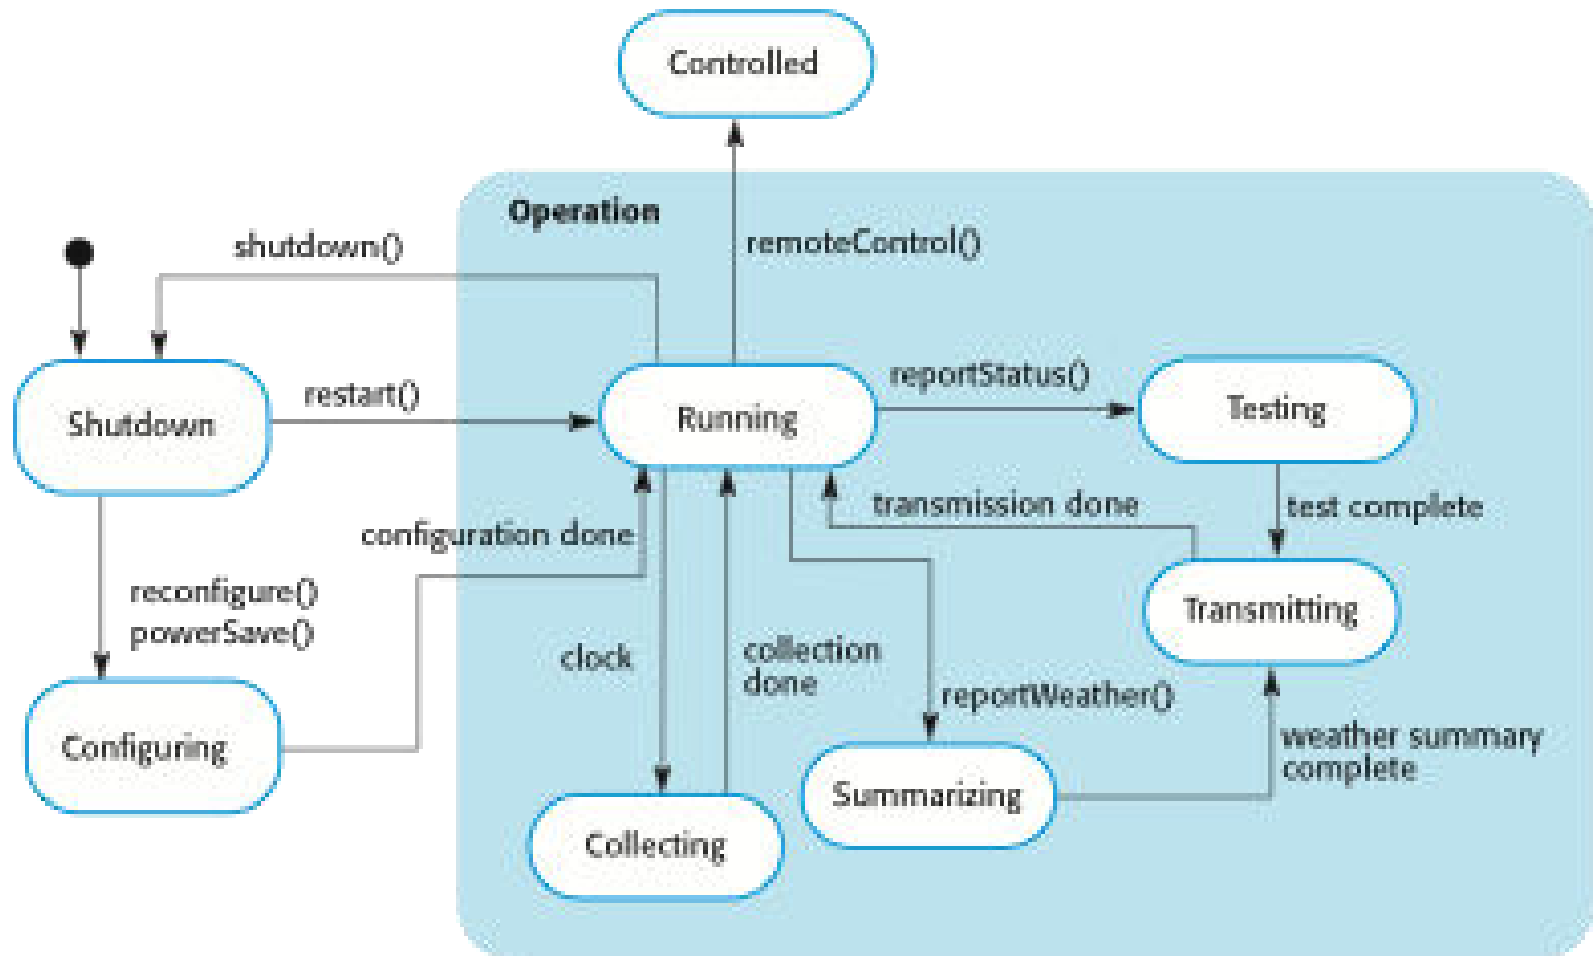 Controlled
Operation
shutdown()
remoteControl()
restart()
reportStatus()
Shutdown
Running
Testing
configuration done
transmission done
test complete
reconfigure()
powerSave()
Transmitting
clock
collection
done
reportWeather()
Configuring
weather summary
complete
Summarizing
Collecting